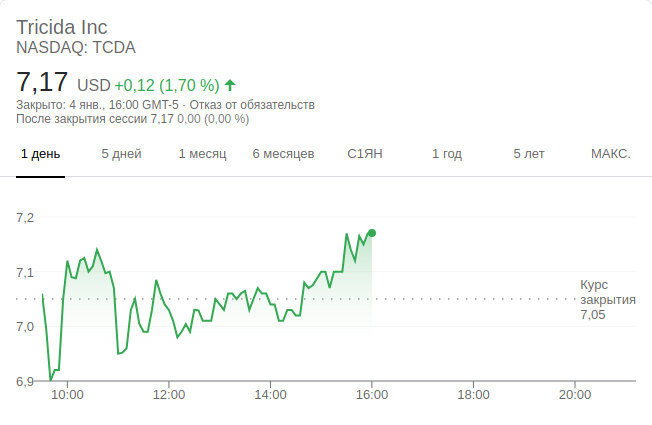 Tricida Inc
NASDAQ: TCDA
7,17 USD +0,12 (1,70 %)
Закрыто: 4 янв., 16:00 GMT-5 · Отказ от обязательств
После закрытия сессии 7,17 0,00 (0,00 %)
1 день 5 дней 1 месяц 6 месяцев С1ЯН 1 год 5 лет МАКС.
7,2
7,1
Курс
закрытия
7,05
7,0
6,9
10:00 12:00 14:00 16:00 18:00 20:00